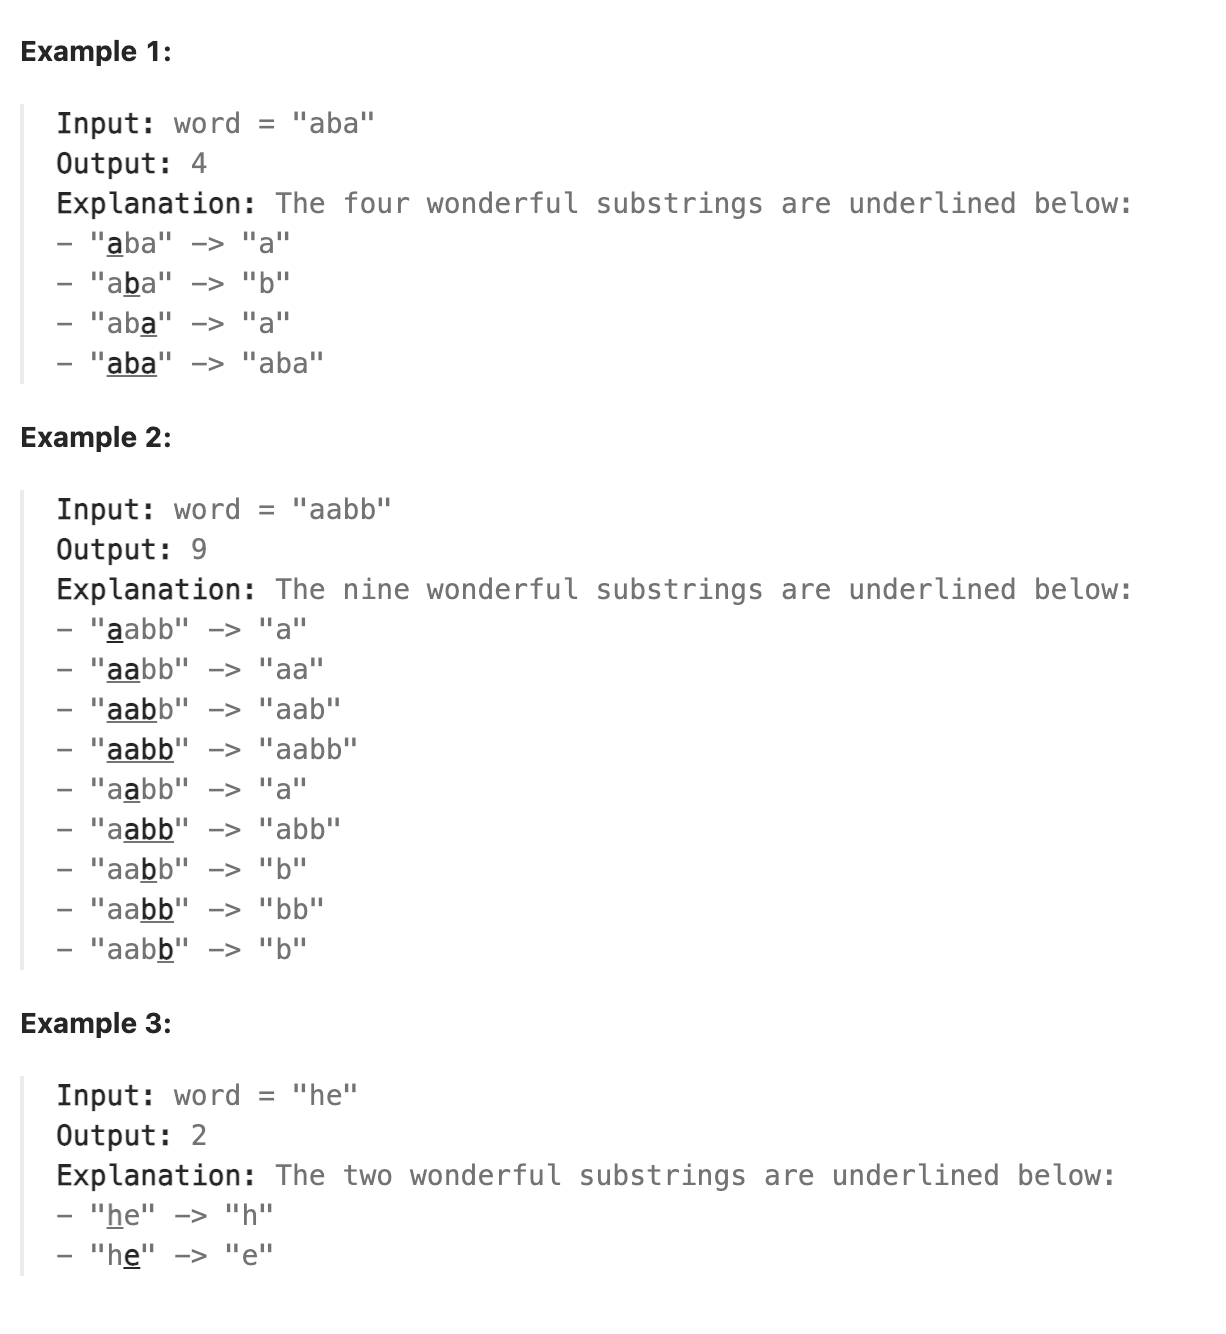 Example 1:
Input: word = "aba"
Output: 4
Explanation: The four wonderful substrings are underlined below:
- "aba" -> "a"
- "aba" -> "b"
- "aba" -> "a"
- "aba" -> "aba"
Example 2:
Input: word = "aabb"
Output: 9
Explanation: The nine wonderful substrings are underlined below:
- "aabb" -> "a"
- "aabb" -> "aa"
- "aabb" -> "aab"
- "aabb" -> "aabb"
- "aabb" -> "a"
- "aabb" -> "abb"
- "aabb" -> "b"
- "aabb" -> "bb"
- "aabb" -> "b"
Example 3:
Input: word = "he"
Output: 2
Explanation: The two wonderful substrings are underlined below:
- "he" -> "h"
- "he" -> "e"